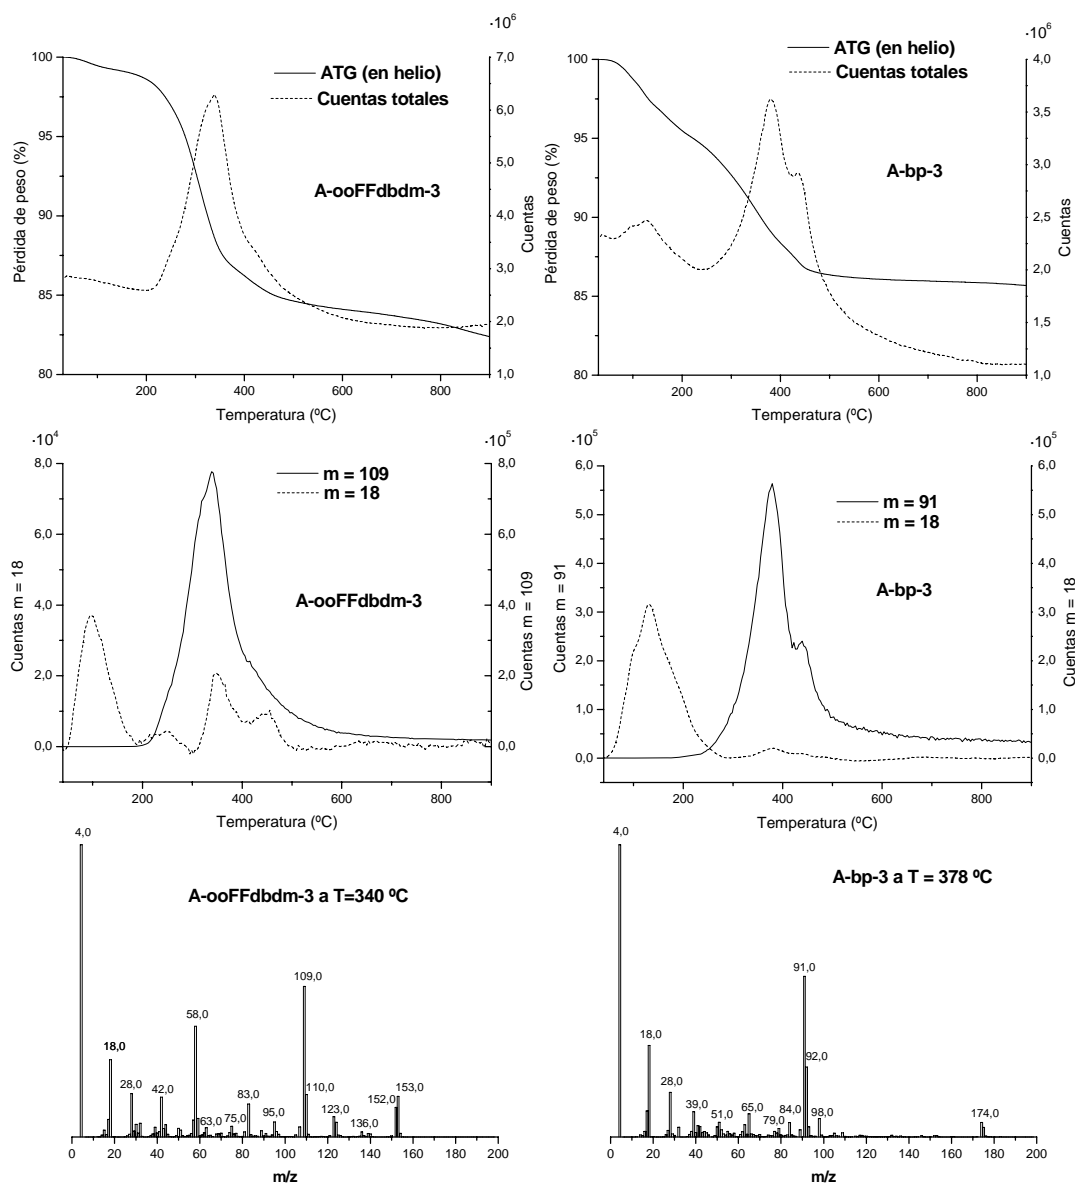 ·10⁶
ATG (en helio)
Cuentas totales
A-ooFFdbdm-3
Pérdida de peso (%)
100
95
90
85
80
7,0
6,0
5,0
4,0
3,0
2,0
1,0
Cuentas
200 400 600 800
Temperatura (ºC)
·10⁶
ATG (en helio)
Cuentas totales
A-bp-3
Pérdida de peso (%)
100
95
90
85
80
4,0
3,5
3,0
2,5
2,0
1,5
1,0
Cuentas
200 400 600 800
Temperatura (ºC)
·10⁴
·10⁵
m = 109
m = 18
A-ooFFdbdm-3
Cuentas m = 18
8,0
6,0
4,0
2,0
0,0
8,0
6,0
4,0
2,0
0,0
Cuentas m = 109
200 400 600 800
Temperatura (ºC)
·10⁵
·10⁵
m = 91
m = 18
A-bp-3
Cuentas m = 91
6,0
5,0
4,0
3,0
2,0
1,0
0,0
6,0
5,0
4,0
3,0
2,0
1,0
0,0
Cuentas m = 18
200 400 600 800
Temperatura (ºC)
4,0
A-ooFFdbdm-3 a T=340 ºC
109,0
58,0
18,0
28,0
42,0
63,0
75,0
83,0
95,0
110,0
123,0
136,0
152,0
153,0
0 20 40 60 80 100 120 140 160 180 200
m/z
4,0
A-bp-3 a T = 378 ºC
91,0
18,0
92,0
28,0
39,0
51,0
65,0
79,0
84,0
98,0
174,0
0 20 40 60 80 100 120 140 160 180 200
m/z